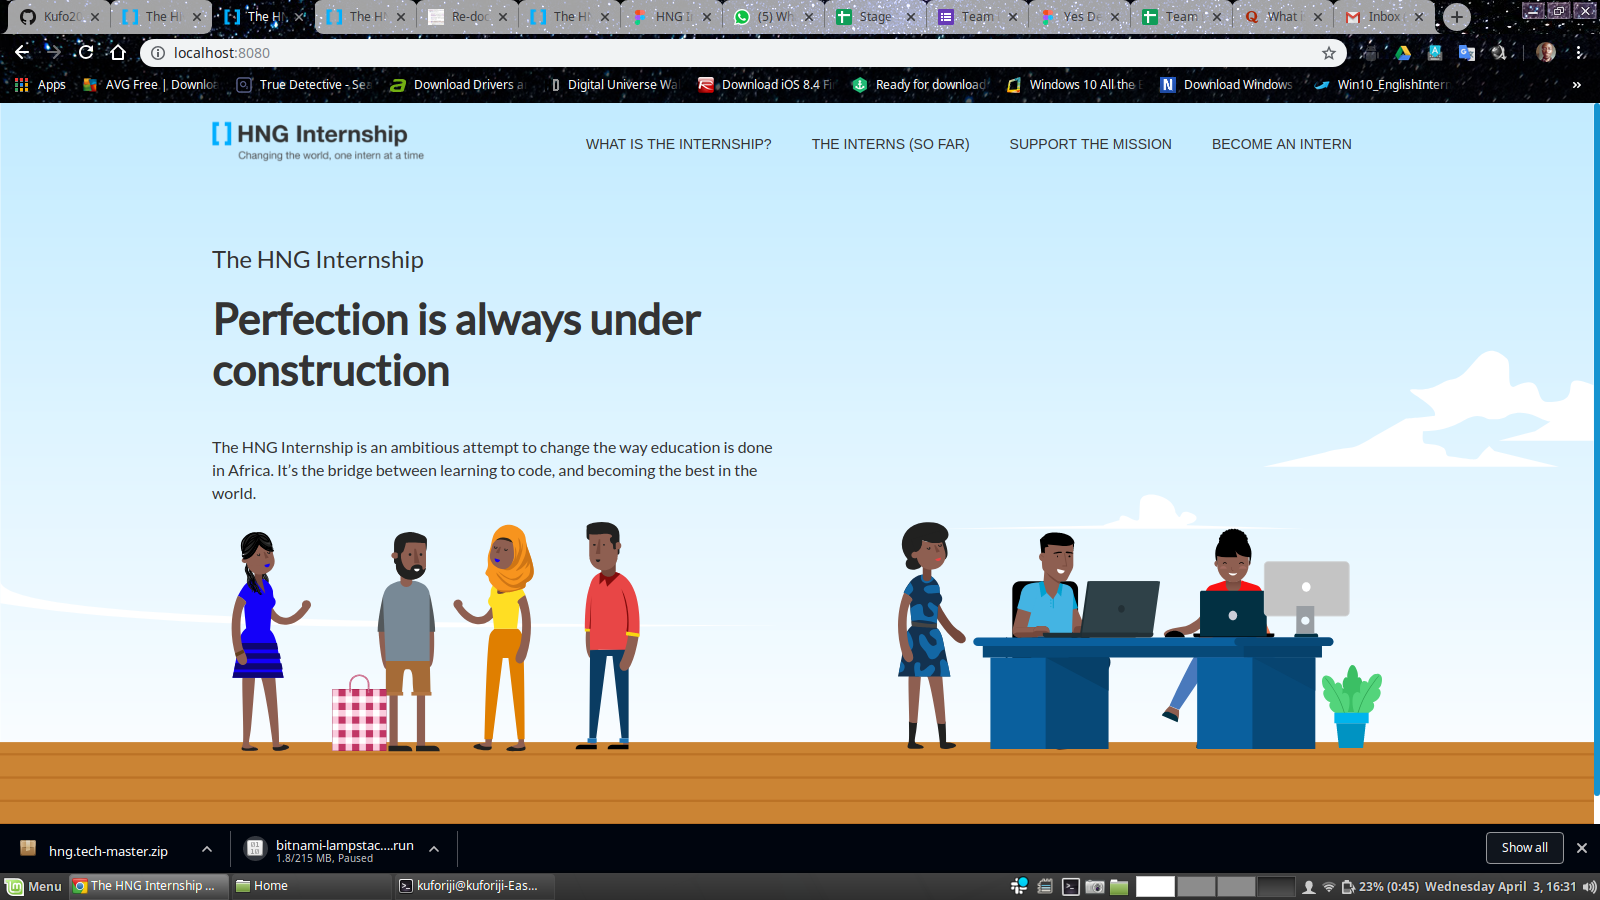 Kufo20
The H
The H
The H
Re-doc
The H
HNG I
(5) Wh
Stage
Team
Yes De
Team
What
Inbox
localhost:8080
Apps
AVG Free | Downlo
True Detective - Sea
Download Drivers a
Digital Universe Wa
Download iOS 8.4 Fi
Ready for download
Windows 10 All the
Download Windows
Win10_EnglishInter
»
[ ] HNG Internship
Changing the world, one intern at a time
WHAT IS THE INTERNSHIP?
THE INTERNS (SO FAR)
SUPPORT THE MISSION
BECOME AN INTERN
The HNG Internship
Perfection is always under
construction
The HNG Internship is an ambitious attempt to change the way education is done
in Africa. It’s the bridge between learning to code, and becoming the best in the
world.
hng.tech-master.zip
bitnami-lampstac....run
1.8/215 MB, Paused
Show all
Menu
The HNG Internship ...
Home
kuforiji@kuforiji-Eas...
23% (0:45)
Wednesday April 3, 16:31